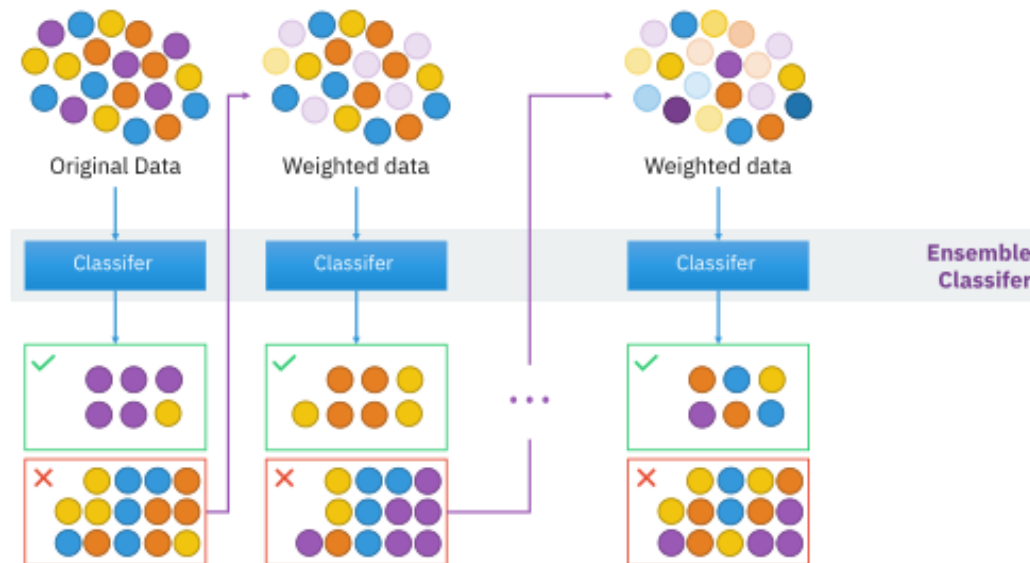 Original Data
Weighted data
Weighted data
Classifer
Classifer
Classifer
Ensemble
Classifer